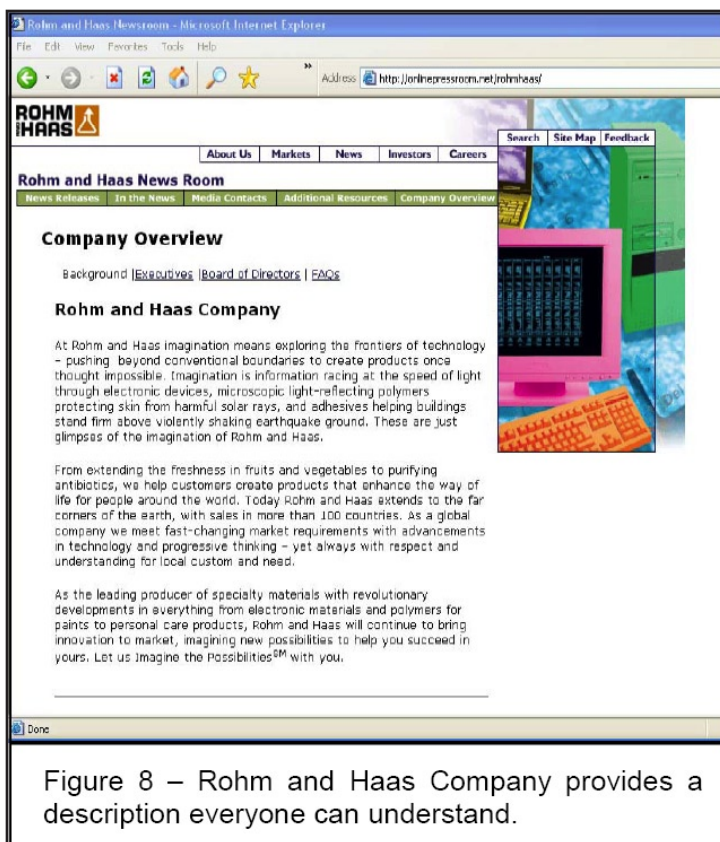 Rohm and Haas Newsroom - Microsoft Internet Explorer
File Edit View Favorites Tools Help
» Address http://onlinepressroom.net/rohmhaas/
ROHM
AND HAAS
Search Site Map Feedback
About Us Markets News Investors Careers
Rohm and Haas News Room
News Releases In the News Media Contacts Additional Resources Company Overview
Company Overview
Background |Executives |Board of Directors | FAQs
Rohm and Haas Company
At Rohm and Haas imagination means exploring the frontiers of technology
– pushing beyond conventional boundaries to create products once
thought impossible. Imagination is information racing at the speed of light
through electronic devices, microscopic light-reflecting polymers
protecting skin from harmful solar rays, and adhesives helping buildings
stand firm above violently shaking earthquake ground. These are just
glimpses of the imagination of Rohm and Haas.
From extending the freshness in fruits and vegetables to purifying
antibiotics, we help customers create products that enhance the way of
life for people around the world. Today Rohm and Haas extends to the far
corners of the earth, with sales in more than 100 countries. As a global
company we meet fast-changing market requirements with advancements
in technology and progressive thinking – yet always with respect and
understanding for local custom and need.
As the leading producer of specialty materials with revolutionary
developments in everything from electronic materials and polymers for
paints to personal care products, Rohm and Haas will continue to bring
innovation to market, imagining new possibilities to help you succeed in
yours. Let us Imagine the Possibilities℠ with you.
Done
Figure 8 – Rohm and Haas Company provides a
description everyone can understand.